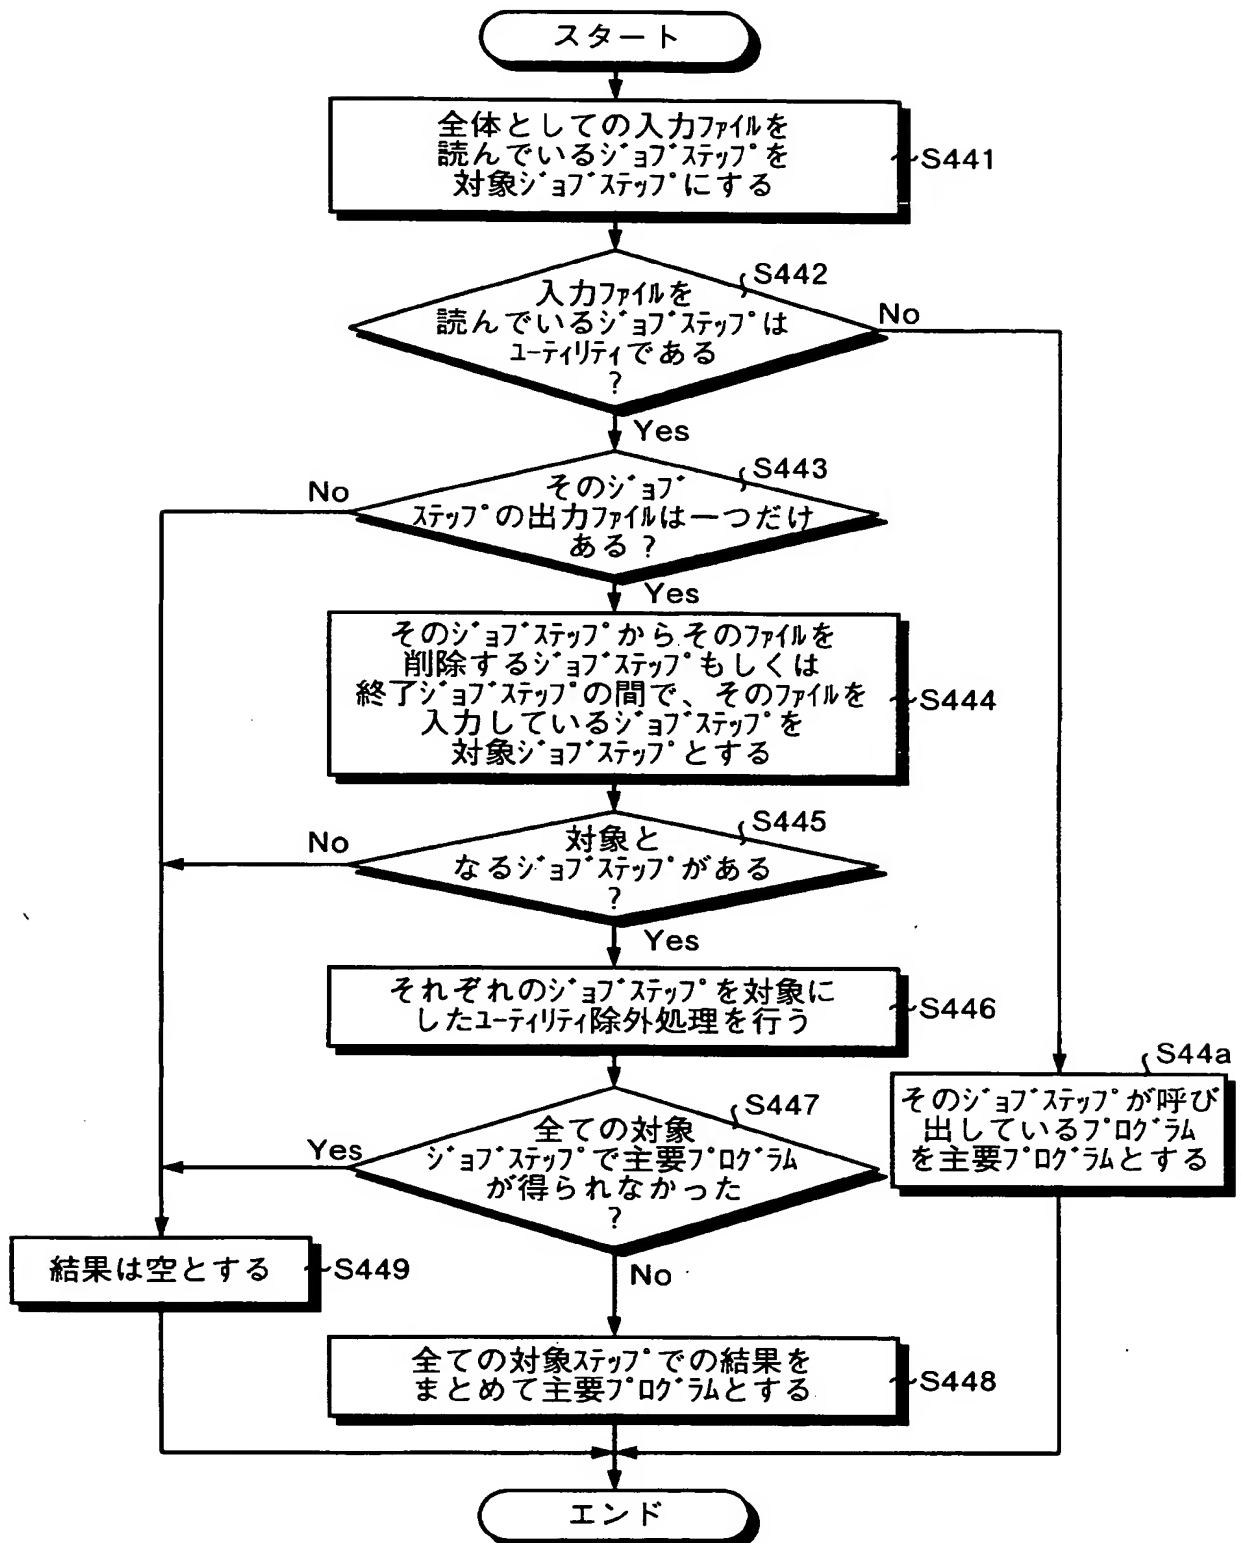 スタート
全体としての入力ファイルを
読んでいるジョブステップを
対象ジョブステップにする
S441
S442
入力ファイルを
読んでいるジョブステップは
ユーティリティである
?
No
Yes
S443
そのジョブ
ステップの出力ファイルは一つだけ
ある?
No
Yes
そのジョブステップからそのファイルを
削除するジョブステップもしくは
終了ジョブステップの間で、そのファイルを
入力しているジョブステップを
対象ジョブステップとする
S444
S445
対象と
なるジョブステップがある
?
No
Yes
それぞれのジョブステップを対象に
したユーティリティ除外処理を行う
S446
S44a
そのジョブステップが呼び
出しているプログラム
を主要プログラムとする
S447
全ての対象
ジョブステップで主要プログラム
が得られなかった
?
Yes
No
結果は空とする
S449
全ての対象ステップでの結果を
まとめて主要プログラムとする
S448
エンド